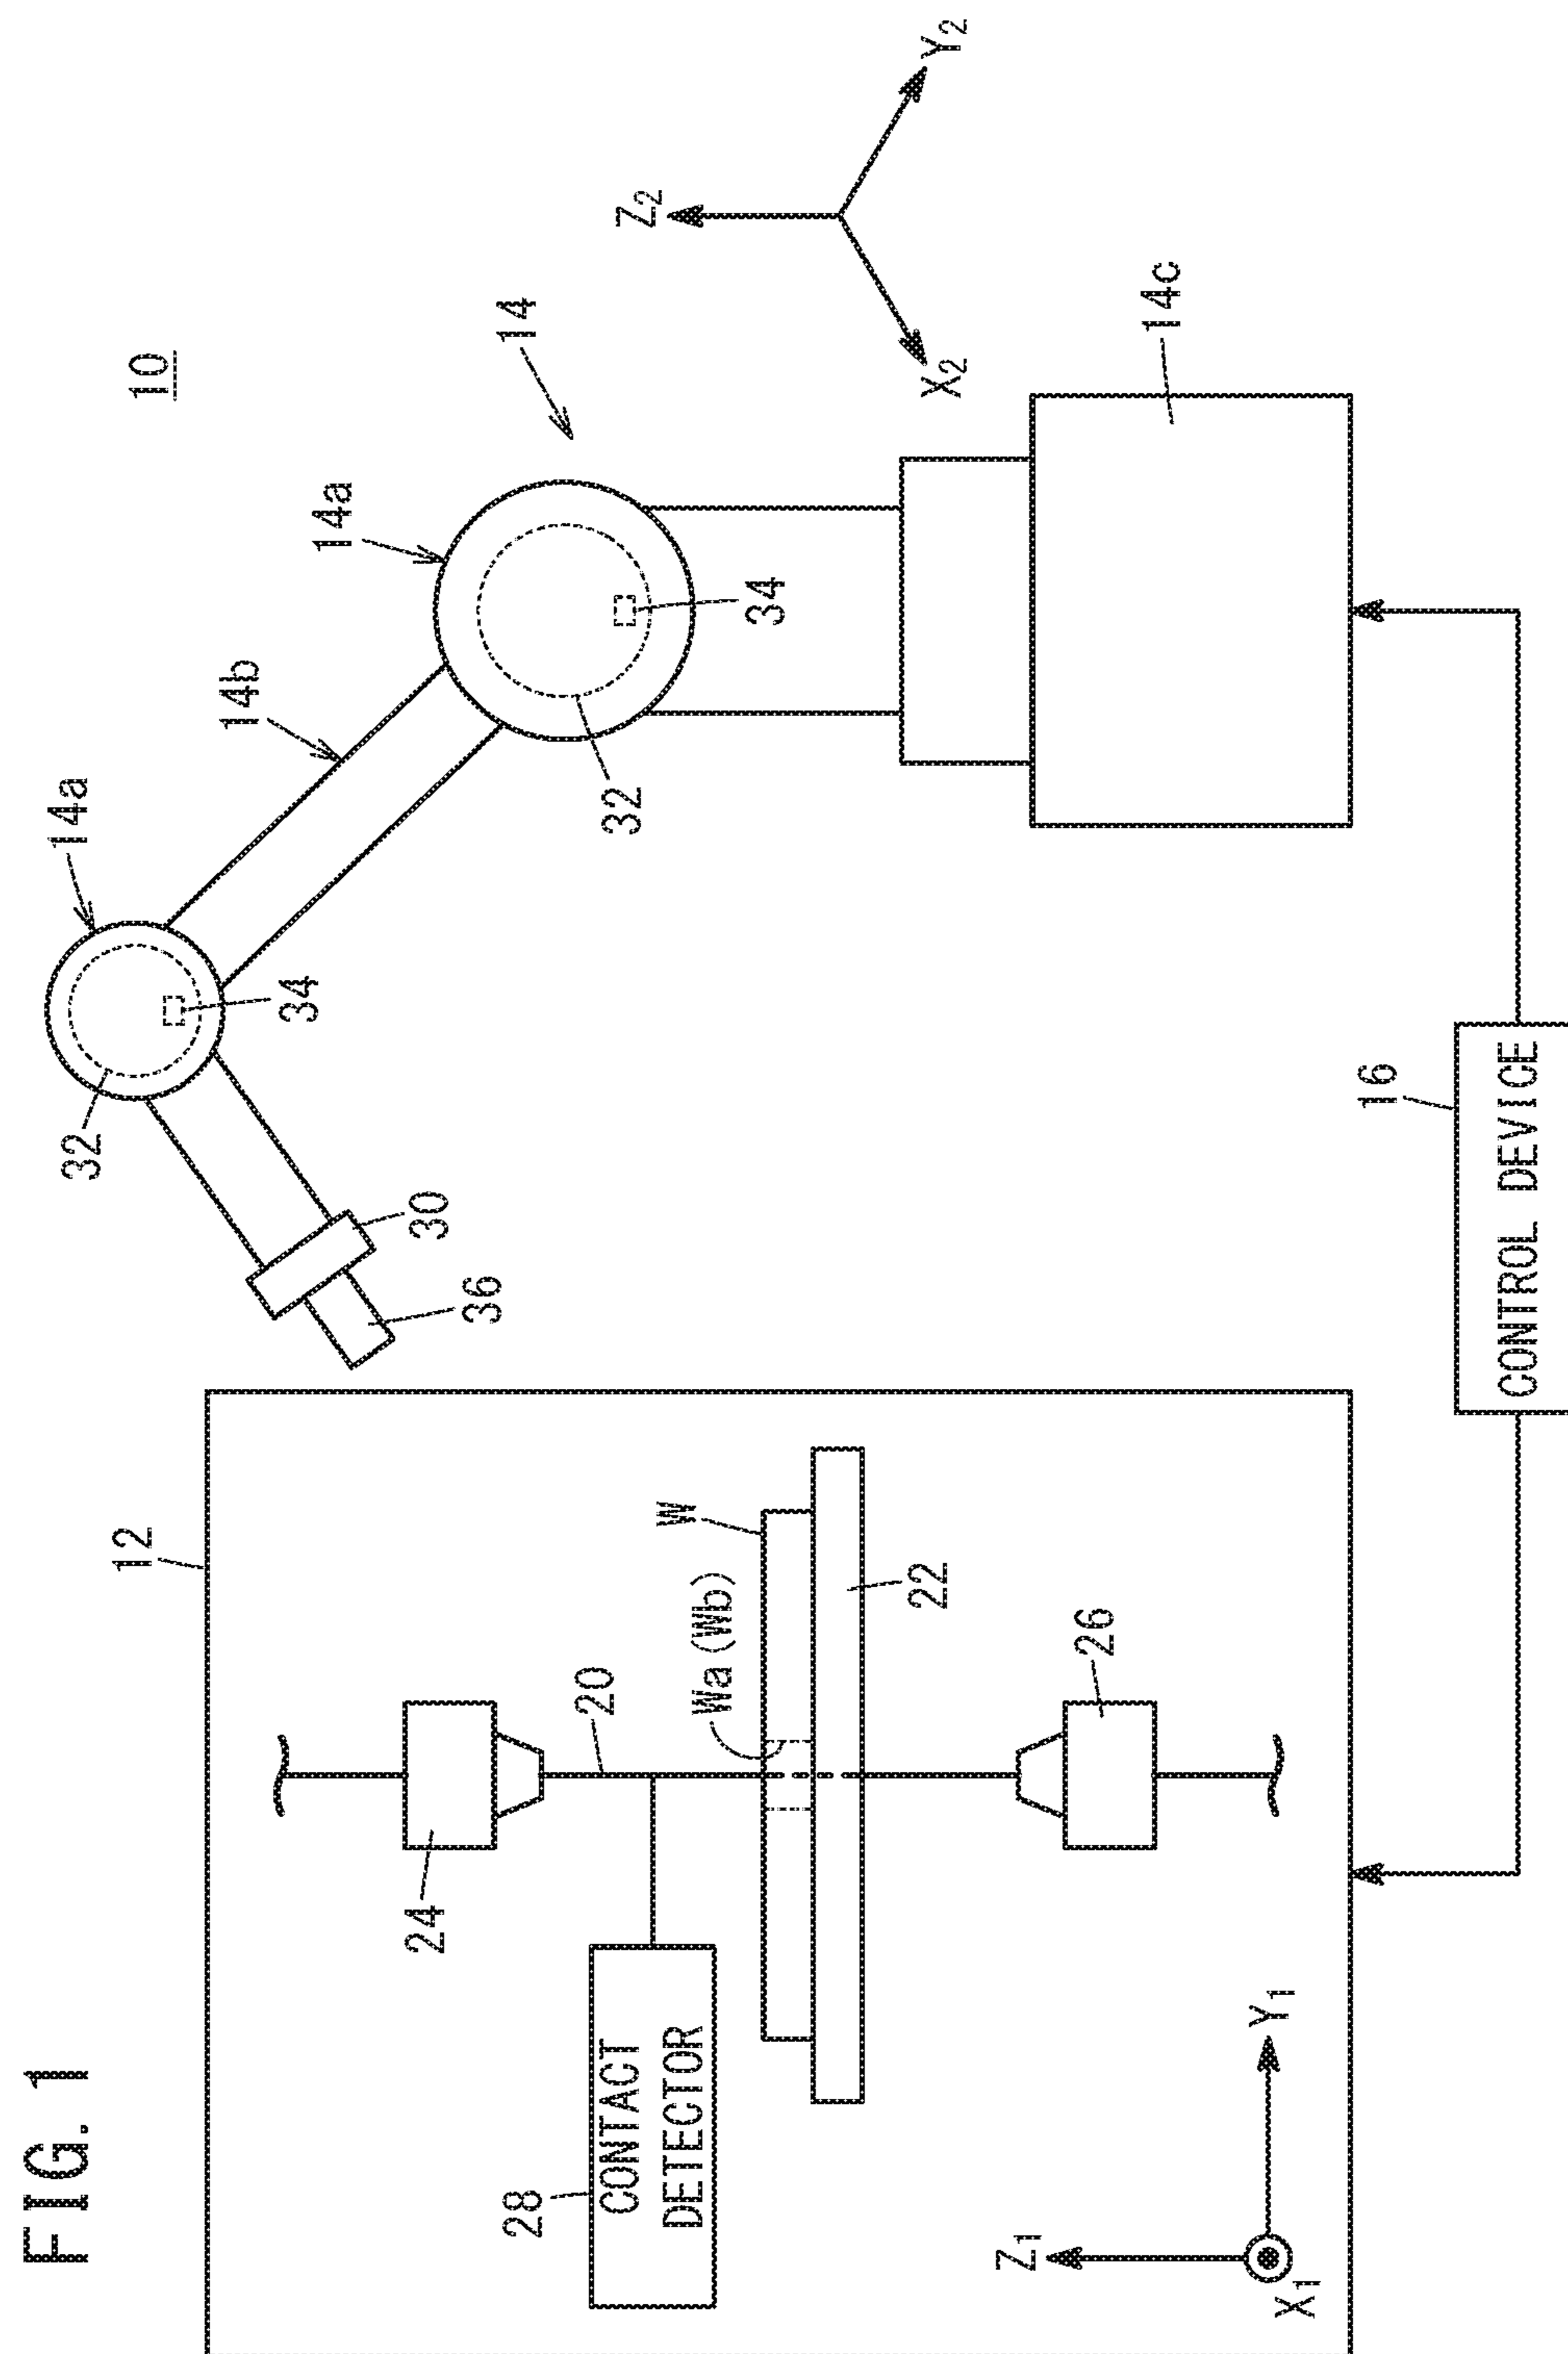 FIG. 1
10
12
14
14a
14a
14b
14c
32
34
32
34
30
36
24
20
28
CONTACT
DETECTOR
W
Wa (Wb)
22
26
Z1
Y1
X1
Z2
Y2
X2
16
CONTROL DEVICE